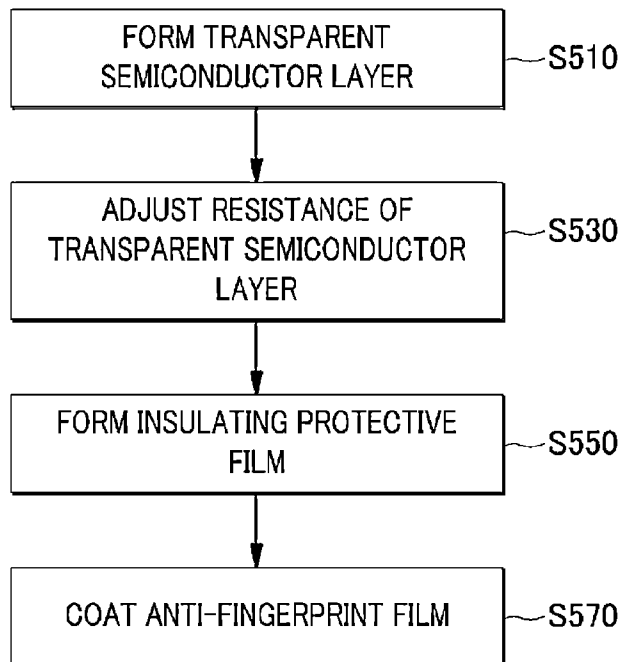 FORM TRANSPARENT
SEMICONDUCTOR LAYER
S510
ADJUST RESISTANCE OF
TRANSPARENT SEMICONDUCTOR
LAYER
S530
FORM INSULATING PROTECTIVE
FILM
S550
COAT ANTI-FINGERPRINT FILM
S570